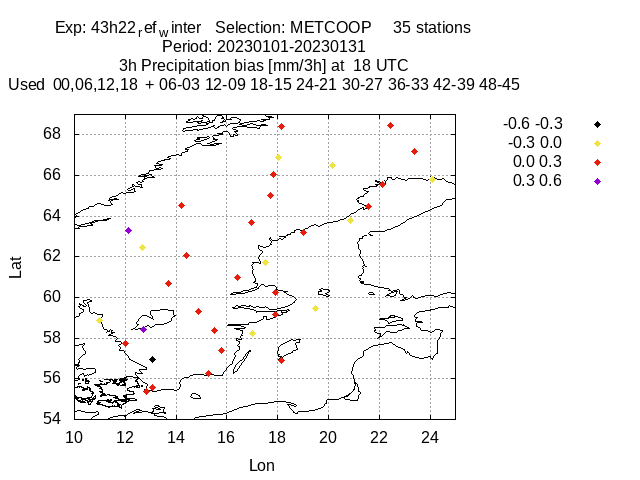 Exp: 43h22ref_winter   Selection: METCOOP     35 stations
Period: 20230101-20230131
3h Precipitation bias [mm/3h] at  18 UTC
Used  00,06,12,18  + 06-03 12-09 18-15 24-21 30-27 36-33 42-39 48-45
-0.6 -0.3
-0.3 0.0
0.0 0.3
0.3 0.6
68
66
64
62
60
58
56
54
Lat
10 12 14 16 18 20 22 24
Lon